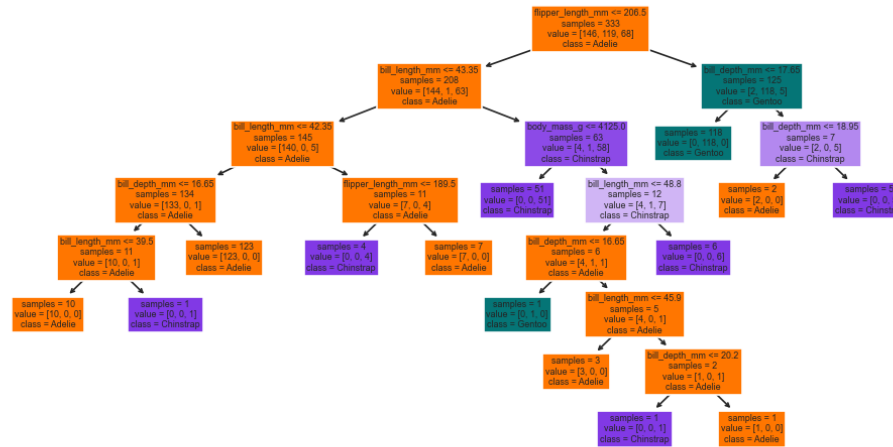 flipper_length_mm <= 206.5
samples = 333
value = [146, 119, 68]
class = Adelie
bill_length_mm <= 43.35
samples = 208
value = [144, 1, 63]
class = Adelie
bill_depth_mm <= 17.65
samples = 125
value = [2, 118, 5]
class = Gentoo
bill_length_mm <= 42.35
samples = 145
value = [140, 0, 5]
class = Adelie
body_mass_g <= 4125.0
samples = 63
value = [4, 1, 58]
class = Chinstrap
samples = 118
value = [0, 118, 0]
class = Gentoo
bill_depth_mm <= 18.95
samples = 7
value = [2, 0, 5]
class = Chinstrap
bill_depth_mm <= 16.65
samples = 134
value = [133, 0, 1]
class = Adelie
flipper_length_mm <= 189.5
samples = 11
value = [7, 0, 4]
class = Adelie
samples = 51
value = [0, 0, 51]
class = Chinstrap
bill_length_mm <= 48.8
samples = 12
value = [4, 1, 7]
class = Chinstrap
samples = 2
value = [2, 0, 0]
class = Adelie
samples = 5
value = [0, 0,
class = Chinstrap
bill_length_mm <= 39.5
samples = 11
value = [10, 0, 1]
class = Adelie
samples = 123
value = [123, 0, 0]
class = Adelie
samples = 4
value = [0, 0, 4]
class = Chinstrap
samples = 7
value = [7, 0, 0]
class = Adelie
bill_depth_mm <= 16.65
samples = 6
value = [4, 1, 1]
class = Adelie
samples = 6
value = [0, 0, 6]
class = Chinstrap
samples = 10
value = [10, 0, 0]
class = Adelie
samples = 1
value = [0, 0, 1]
class = Chinstrap
samples = 1
value = [0, 1, 0]
class = Gentoo
bill_length_mm <= 45.9
samples = 5
value = [4, 0, 1]
class = Adelie
samples = 3
value = [3, 0, 0]
class = Adelie
bill_depth_mm <= 20.2
samples = 2
value = [1, 0, 1]
class = Adelie
samples = 1
value = [0, 0, 1]
class = Chinstrap
samples = 1
value = [1, 0, 0]
class = Adelie